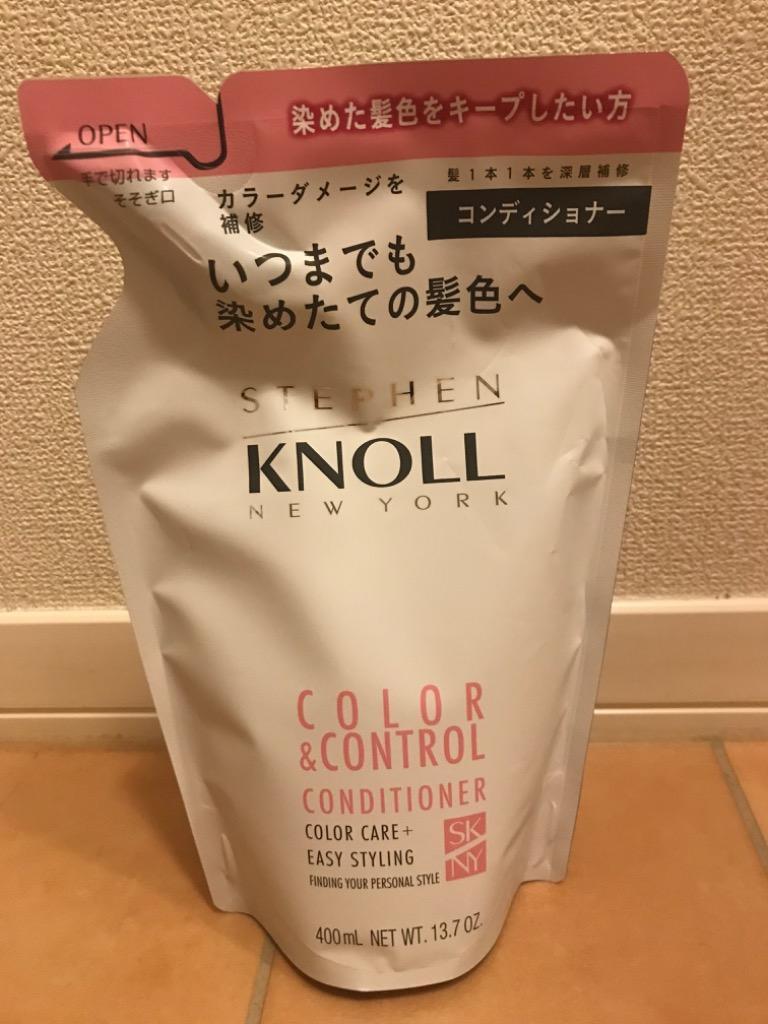 OPEN
手で切れます
そそぎ口
染めた髪色をキープしたい方
髪1本1本を深層補修
コンディショナー
カラーダメージを
補修
いつまでも
染めたての髪色へ
STEPHEN
KNOLL
NEW YORK
COLOR
&CONTROL
CONDITIONER
COLOR CARE+
EASY STYLING
FINDING YOUR PERSONAL STYLE
SK
NY
400mL NET WT. 13.7 OZ.